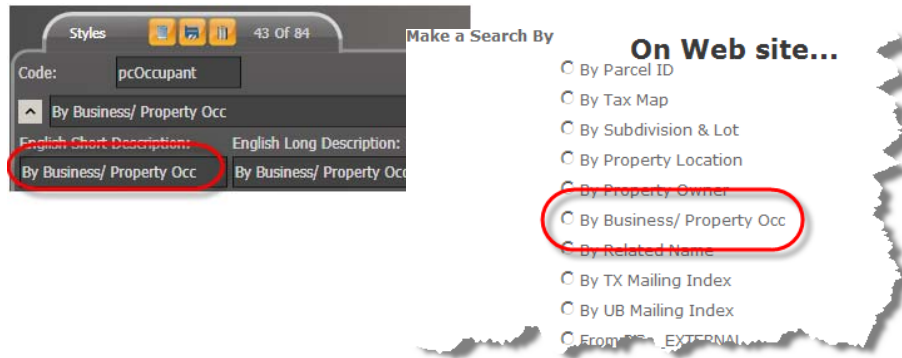 Styles 43 Of 84
Code: pcOccupant
By Business/ Property Occ
English Short Description: English Long Description:
By Business/ Property Occ By Business/ Property Occ
Make a Search By
On Web site...
By Parcel ID
By Tax Map
By Subdivision & Lot
By Property Location
By Property Owner
By Business/ Property Occ
By Related Name
By TX Mailing Index
By UB Mailing Index
From EXTERNAL